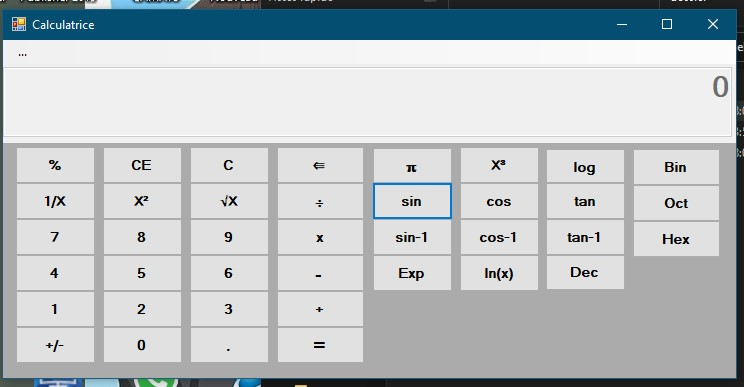 Calculatrice
...
0
% CE C ⇐ π X³ log Bin
1/X X² √X ÷ sin cos tan Oct
7 8 9 x sin-1 cos-1 tan-1 Hex
4 5 6 - Exp ln(x) Dec
1 2 3 +
+/- 0 . =